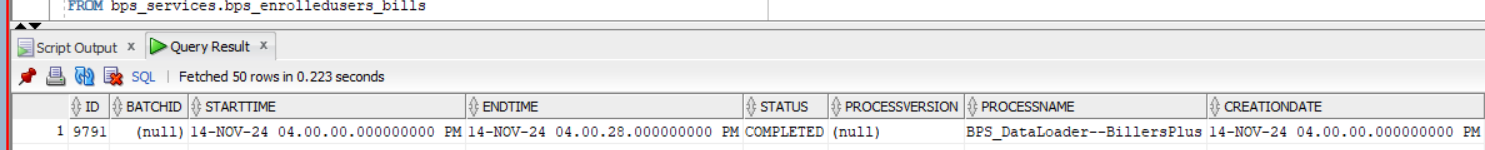 FROM bps_services.bps_enrolledusers_bills
Script Output x Query Result x
SQL | Fetched 50 rows in 0.223 seconds
ID BATCHID STARTTIME ENDTIME STATUS PROCESSVERSION PROCESSNAME CREATIONDATE
1 9791 (null) 14-NOV-24 04.00.00.000000000 PM 14-NOV-24 04.00.28.000000000 PM COMPLETED (null) BPS_DataLoader--BillersPlus 14-NOV-24 04.00.00.000000000 PM